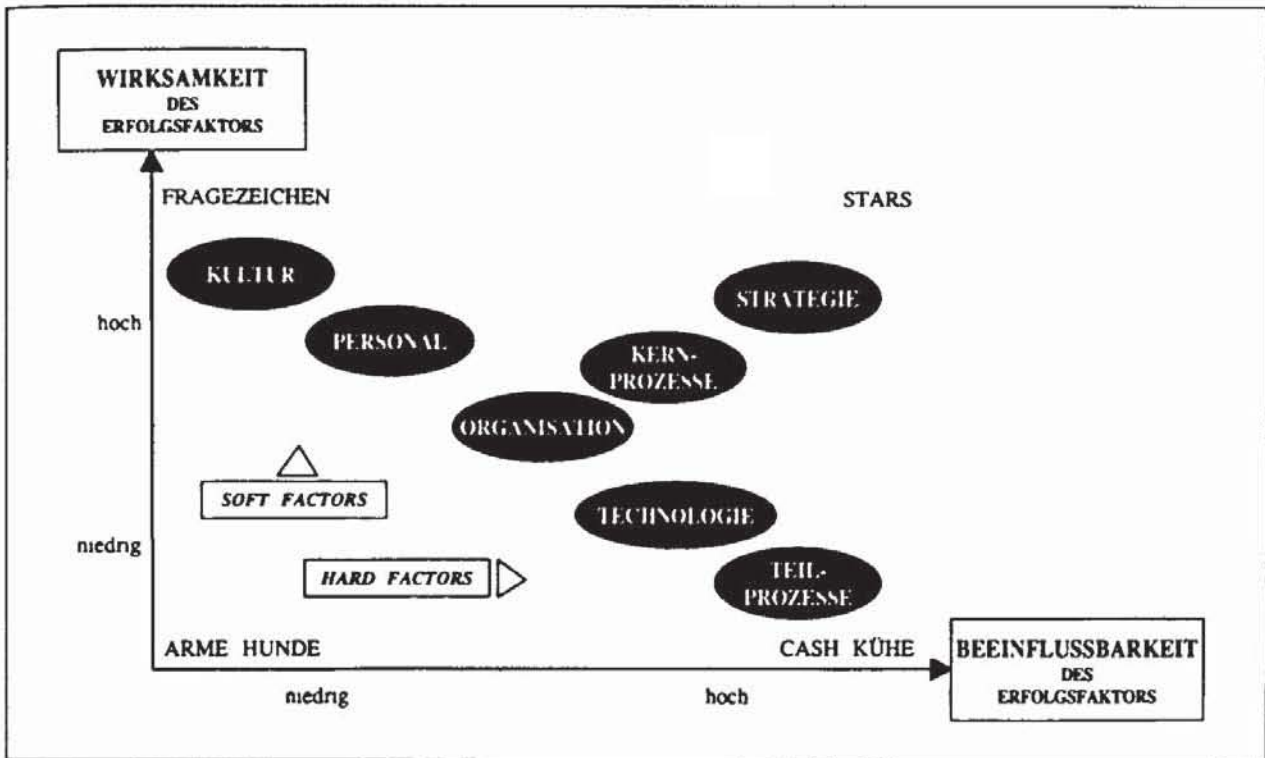 WIRKSAMKEIT
DES
ERFOLGSFAKTORS
FRAGEZEICHEN
STARS
KULTUR
STRATEGIE
hoch
PERSONAL
KERN-
PROZESSE
ORGANISATION
SOFT FACTORS
TECHNOLOGIE
niedrig
HARD FACTORS
TEIL-
PROZESSE
ARME HUNDE
CASH KÜHE
BEEINFLUSSBARKEIT
DES
ERFOLGSFAKTORS
niedrig
hoch